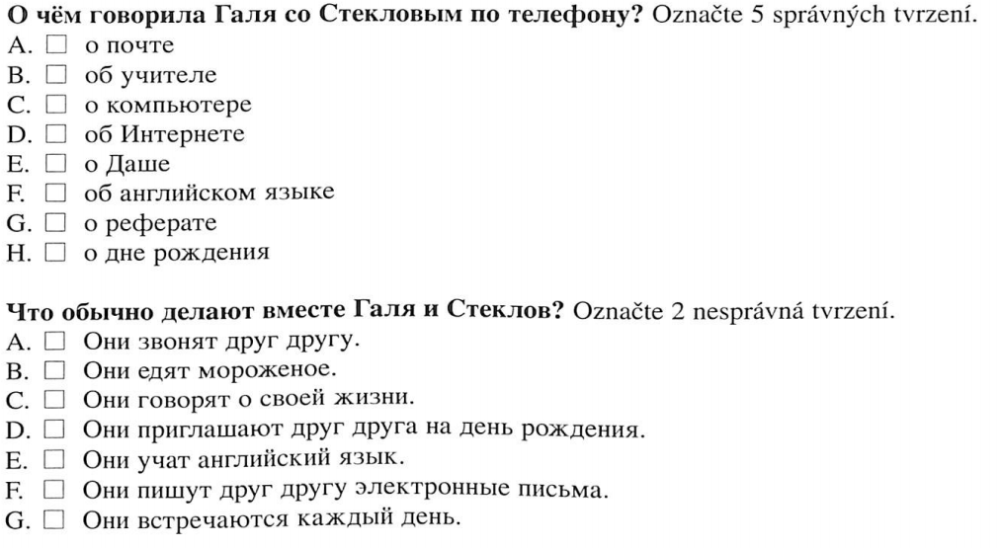 О чём говорила Галя со Стекловым по телефону? Označte 5 správných tvrzení.
A. □ о почте
B. □ об учителе
C. □ о компьютере
D. □ об Интернете
E. □ о Даше
F. □ об английском языке
G. □ о реферате
H. □ о дне рождения
Что обычно делают вместе Галя и Стеклов? Označte 2 nesprávná tvrzení.
A. □ Они звонят друг другу.
B. □ Они едят мороженое.
C. □ Они говорят о своей жизни.
D. □ Они приглашают друг друга на день рождения.
E. □ Они учат английский язык.
F. □ Они пишут друг другу электронные письма.
G. □ Они встречаются каждый день.